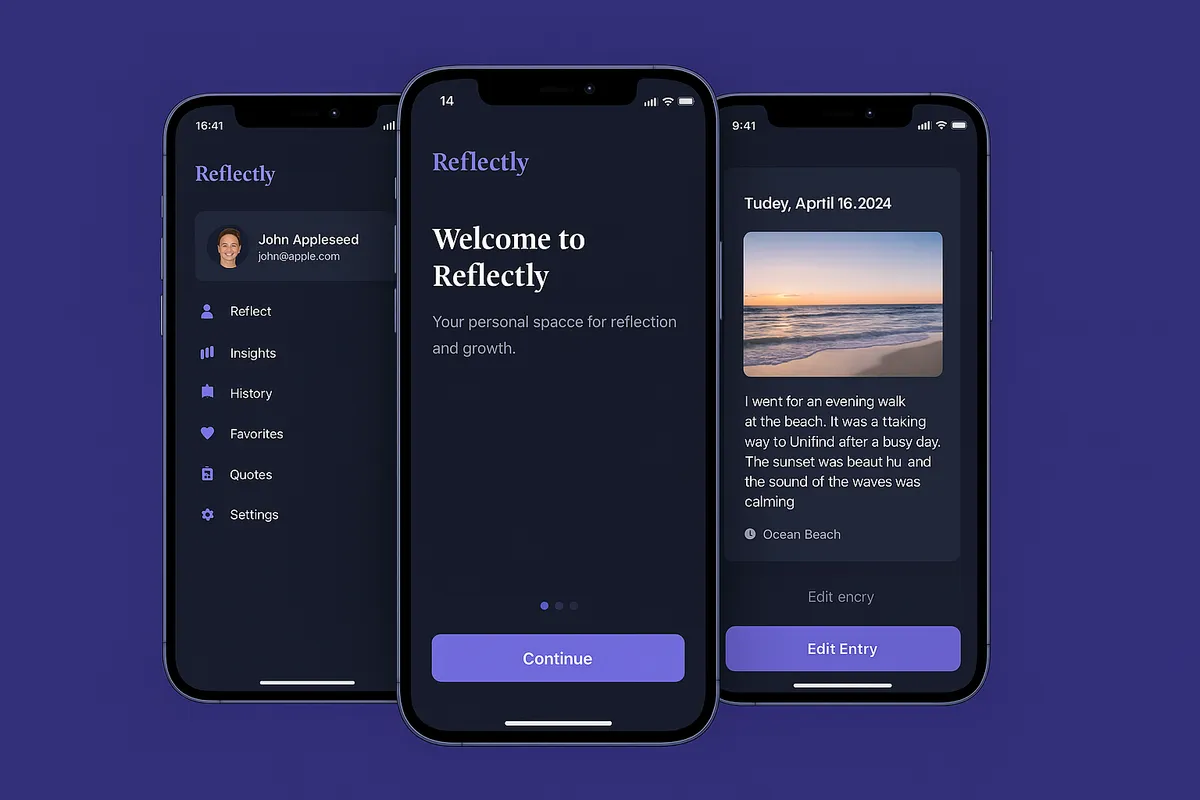 16:41
Reflectly
John Appleseed
john@apple.com
Reflect
Insights
History
Favorites
Quotes
Settings
14
Reflectly
Welcome to
Reflectly
Your personal spacce for reflection
and growth.
Continue
9:41
Tudey, Aprtil 16.2024
I went for an evening walk
at the beach. It was a ttaking
way to Unifind after a busy day.
The sunset was beaut hu and
the sound of the waves was
calming
Ocean Beach
Edit encry
Edit Entry